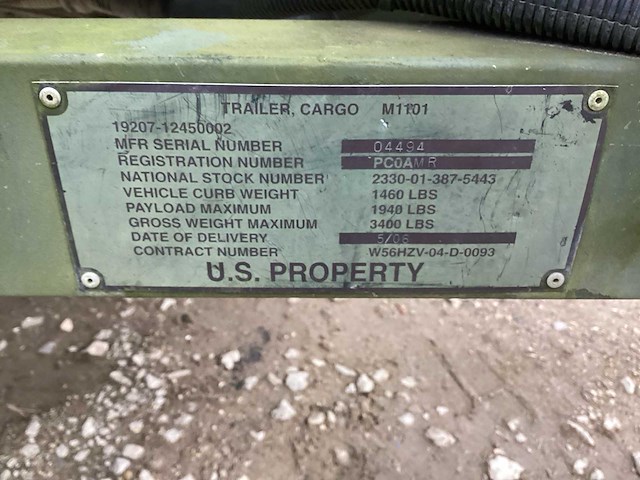 TRAILER, CARGO M1101
19207-12450002
MFR SERIAL NUMBER 04494
REGISTRATION NUMBER PC0AMR
NATIONAL STOCK NUMBER 2330-01-387-5443
VEHICLE CURB WEIGHT 1460 LBS
PAYLOAD MAXIMUM 1940 LBS
GROSS WEIGHT MAXIMUM 3400 LBS
DATE OF DELIVERY 5/06
CONTRACT NUMBER W56HZV-04-D-0093
U.S. PROPERTY